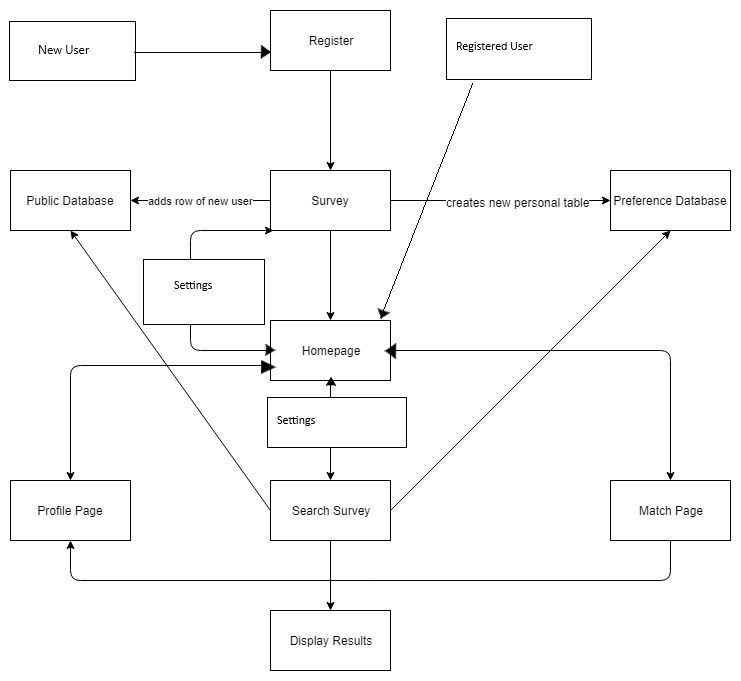 New User
Register
Registered User
Public Database
adds row of new user
Survey
creates new personal table
Preference Database
Settings
Homepage
Settings
Profile Page
Search Survey
Match Page
Display Results